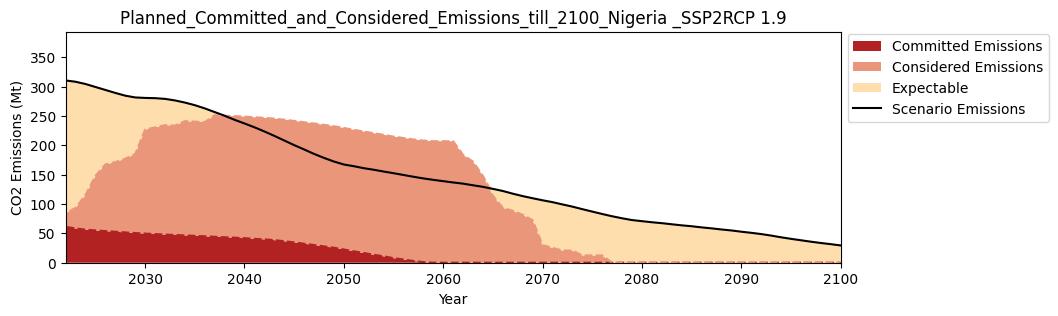 Planned_Committed_and_Considered_Emissions_till_2100_Nigeria _SSP2RCP 1.9
CO2 Emissions (Mt)
350
300
250
200
150
100
50
0
2030 2040 2050 2060 2070 2080 2090 2100
Year
Committed Emissions
Considered Emissions
Expectable
Scenario Emissions